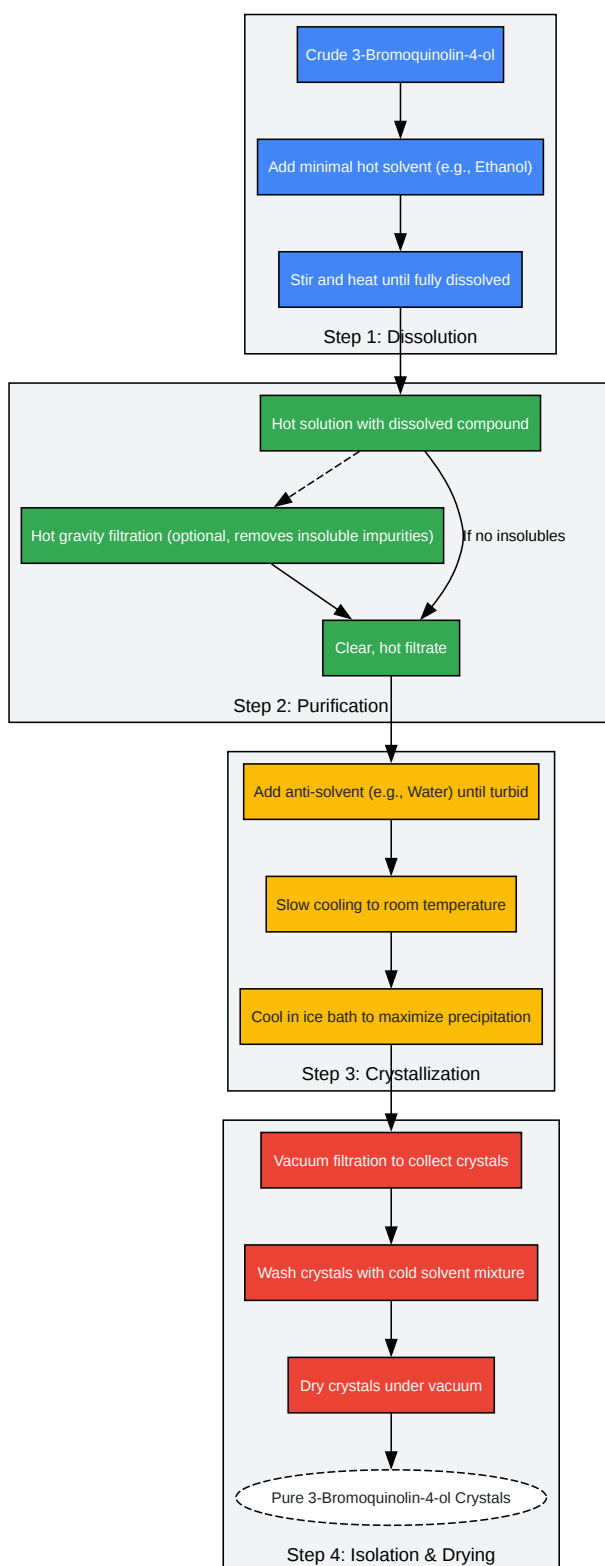 Crude 3-Bromoquinolin-4-ol
Add minimal hot solvent (e.g., Ethanol)
Stir and heat until fully dissolved
Step 1: Dissolution
Hot solution with dissolved compound
Hot gravity filtration (optional, removes insoluble impurities)
If no insolubles
Clear, hot filtrate
Step 2: Purification
Add anti-solvent (e.g., Water) until turbid
Slow cooling to room temperature
Cool in ice bath to maximize precipitation
Step 3: Crystallization
Vacuum filtration to collect crystals
Wash crystals with cold solvent mixture
Dry crystals under vacuum
Pure 3-Bromoquinolin-4-ol Crystals
Step 4: Isolation & Drying